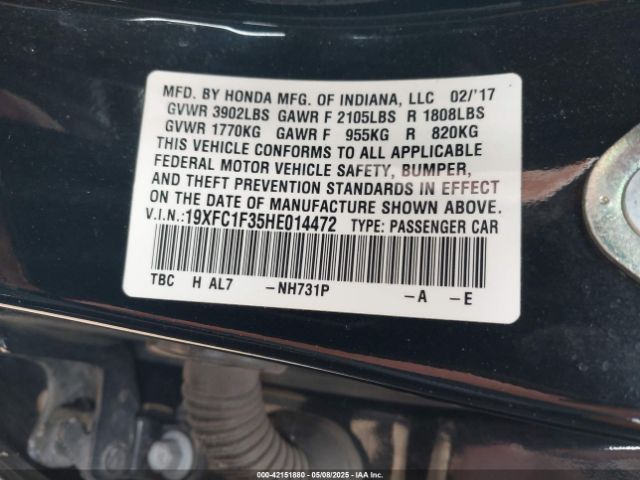 MFD. BY HONDA MFG. OF INDIANA, LLC 02/'17
GVWR 3902LBS GAWR F 2105LBS R 1808LBS
GVWR 1770KG GAWR F 955KG R 820KG
THIS VEHICLE CONFORMS TO ALL APPLICABLE
FEDERAL MOTOR VEHICLE SAFETY, BUMPER,
AND THEFT PREVENTION STANDARDS IN EFFECT
ON THE DATE OF MANUFACTURE SHOWN ABOVE.
V.I.N.:19XFC1F35HE014472 TYPE: PASSENGER CAR
TBC H AL7 -NH731P -A -E
000-42151880 05/08/2025 IAA Inc.